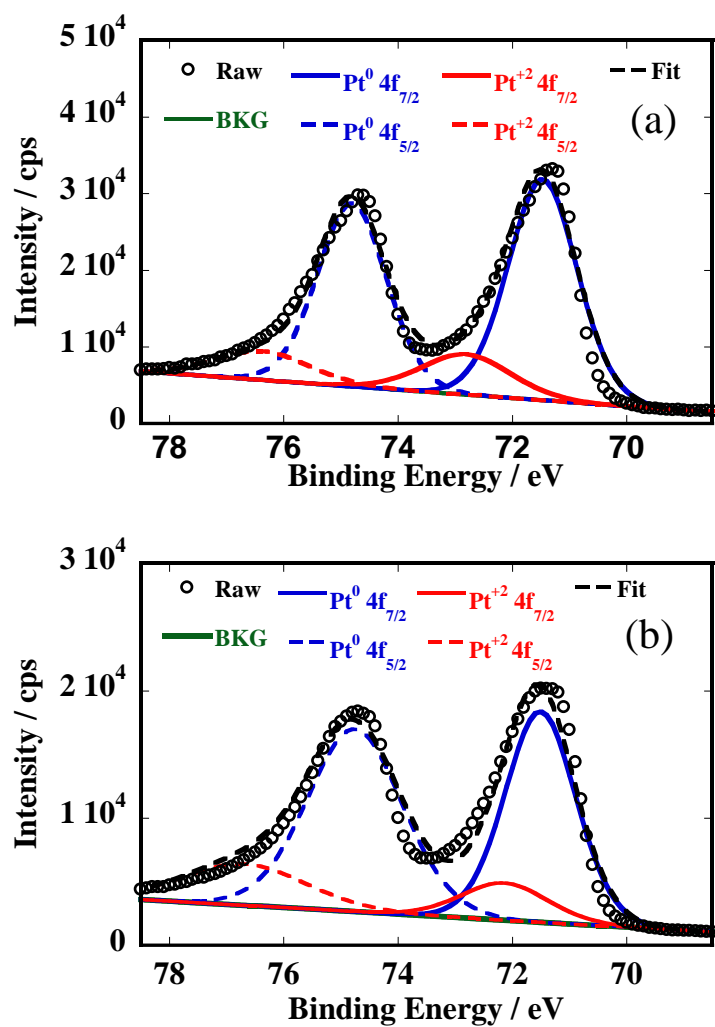 5 10⁴
Raw Pt⁰ 4f₇/₂ Pt⁺² 4f₇/₂ Fit
BKG Pt⁰ 4f₅/₂ Pt⁺² 4f₅/₂
(a)
4 10⁴
3 10⁴
2 10⁴
1 10⁴
0
Intensity / cps
78 76 74 72 70
Binding Energy / eV
3 10⁴
Raw Pt⁰ 4f₇/₂ Pt⁺² 4f₇/₂ Fit
BKG Pt⁰ 4f₅/₂ Pt⁺² 4f₅/₂
(b)
2 10⁴
1 10⁴
0
Intensity / cps
78 76 74 72 70
Binding Energy / eV